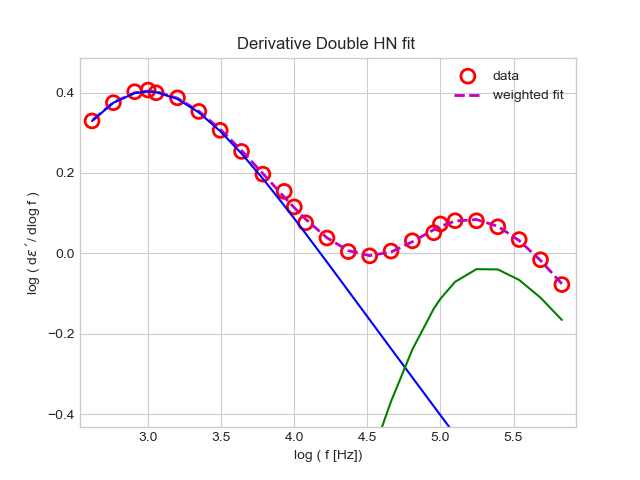 Derivative Double HN fit
data
weighted fit
log ( dε´/ dlog f )
0.4
0.2
0.0
−0.2
−0.4
3.0 3.5 4.0 4.5 5.0 5.5
log ( f [Hz])